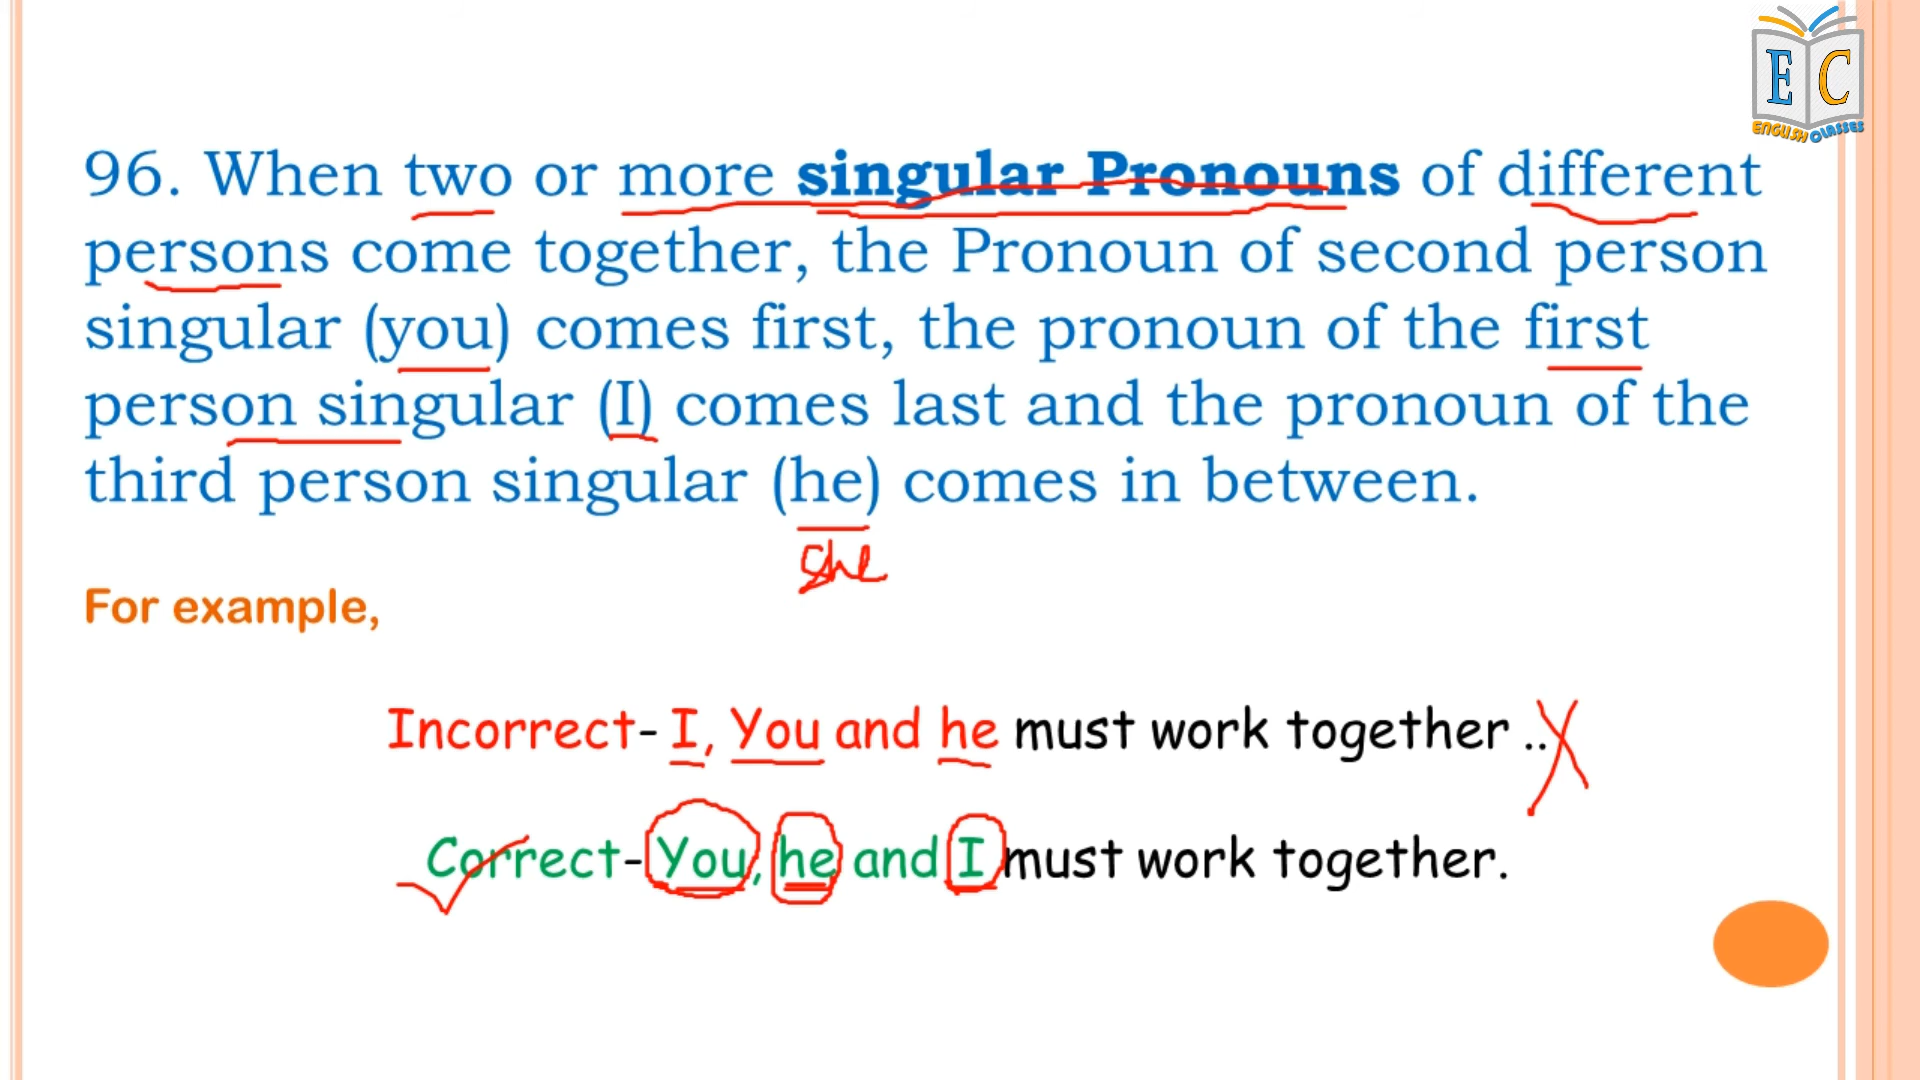 E C
ENGLISH CLASSES
96. When two or more singular Pronouns of different
persons come together, the Pronoun of second person
singular (you) comes first, the pronoun of the first
person singular (I) comes last and the pronoun of the
third person singular (he) comes in between.
she
For example,
Incorrect- I, You and he must work together ..
Correct- You, he and I must work together.